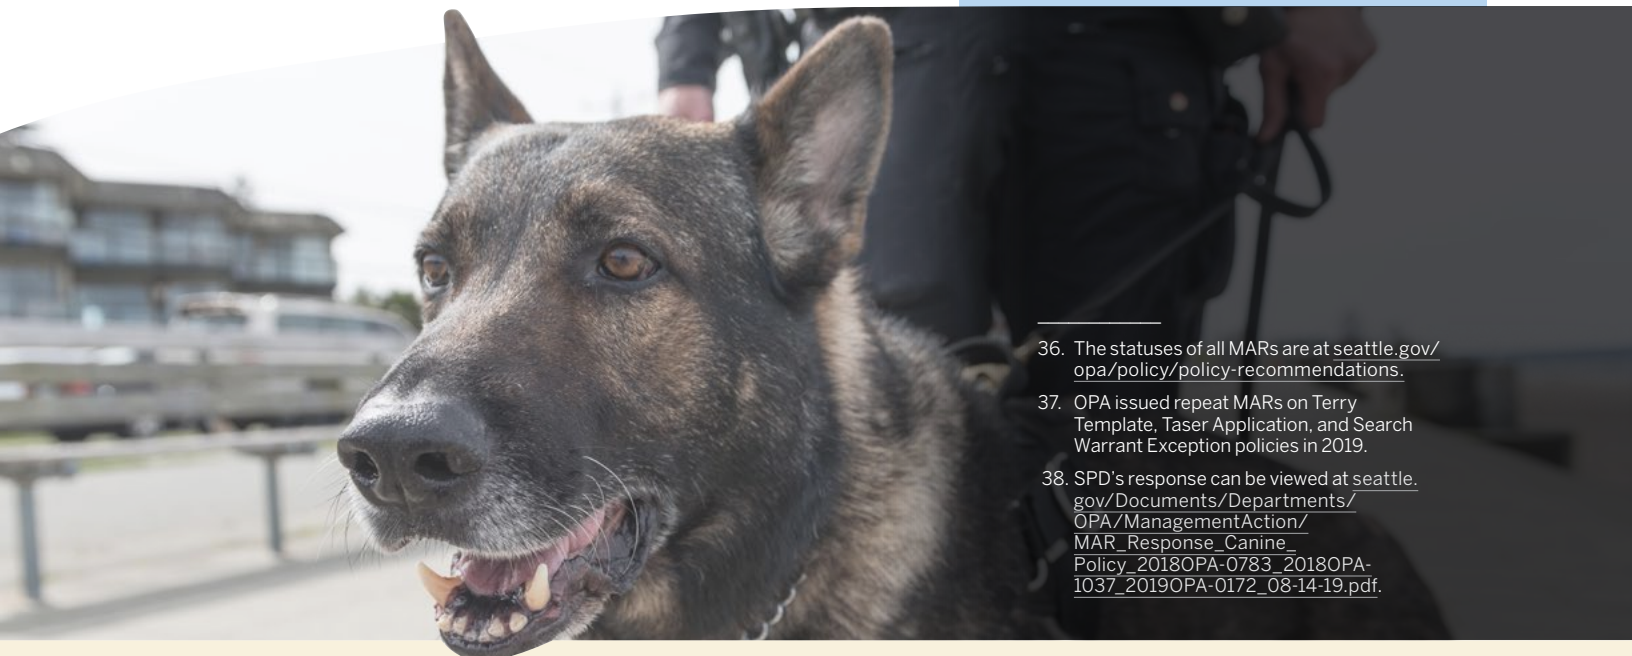 36. The statuses of all MARs are at seattle.gov/
opa/policy/policy-recommendations.
37. OPA issued repeat MARs on Terry
Template, Taser Application, and Search
Warrant Exception policies in 2019.
38. SPD's response can be viewed at seattle.
gov/Documents/Departments/
OPA/ManagementAction/
MAR_Response_Canine_
Policy_2018OPA-0783_2018OPA-
1037_2019OPA-0172_08-14-19.pdf.